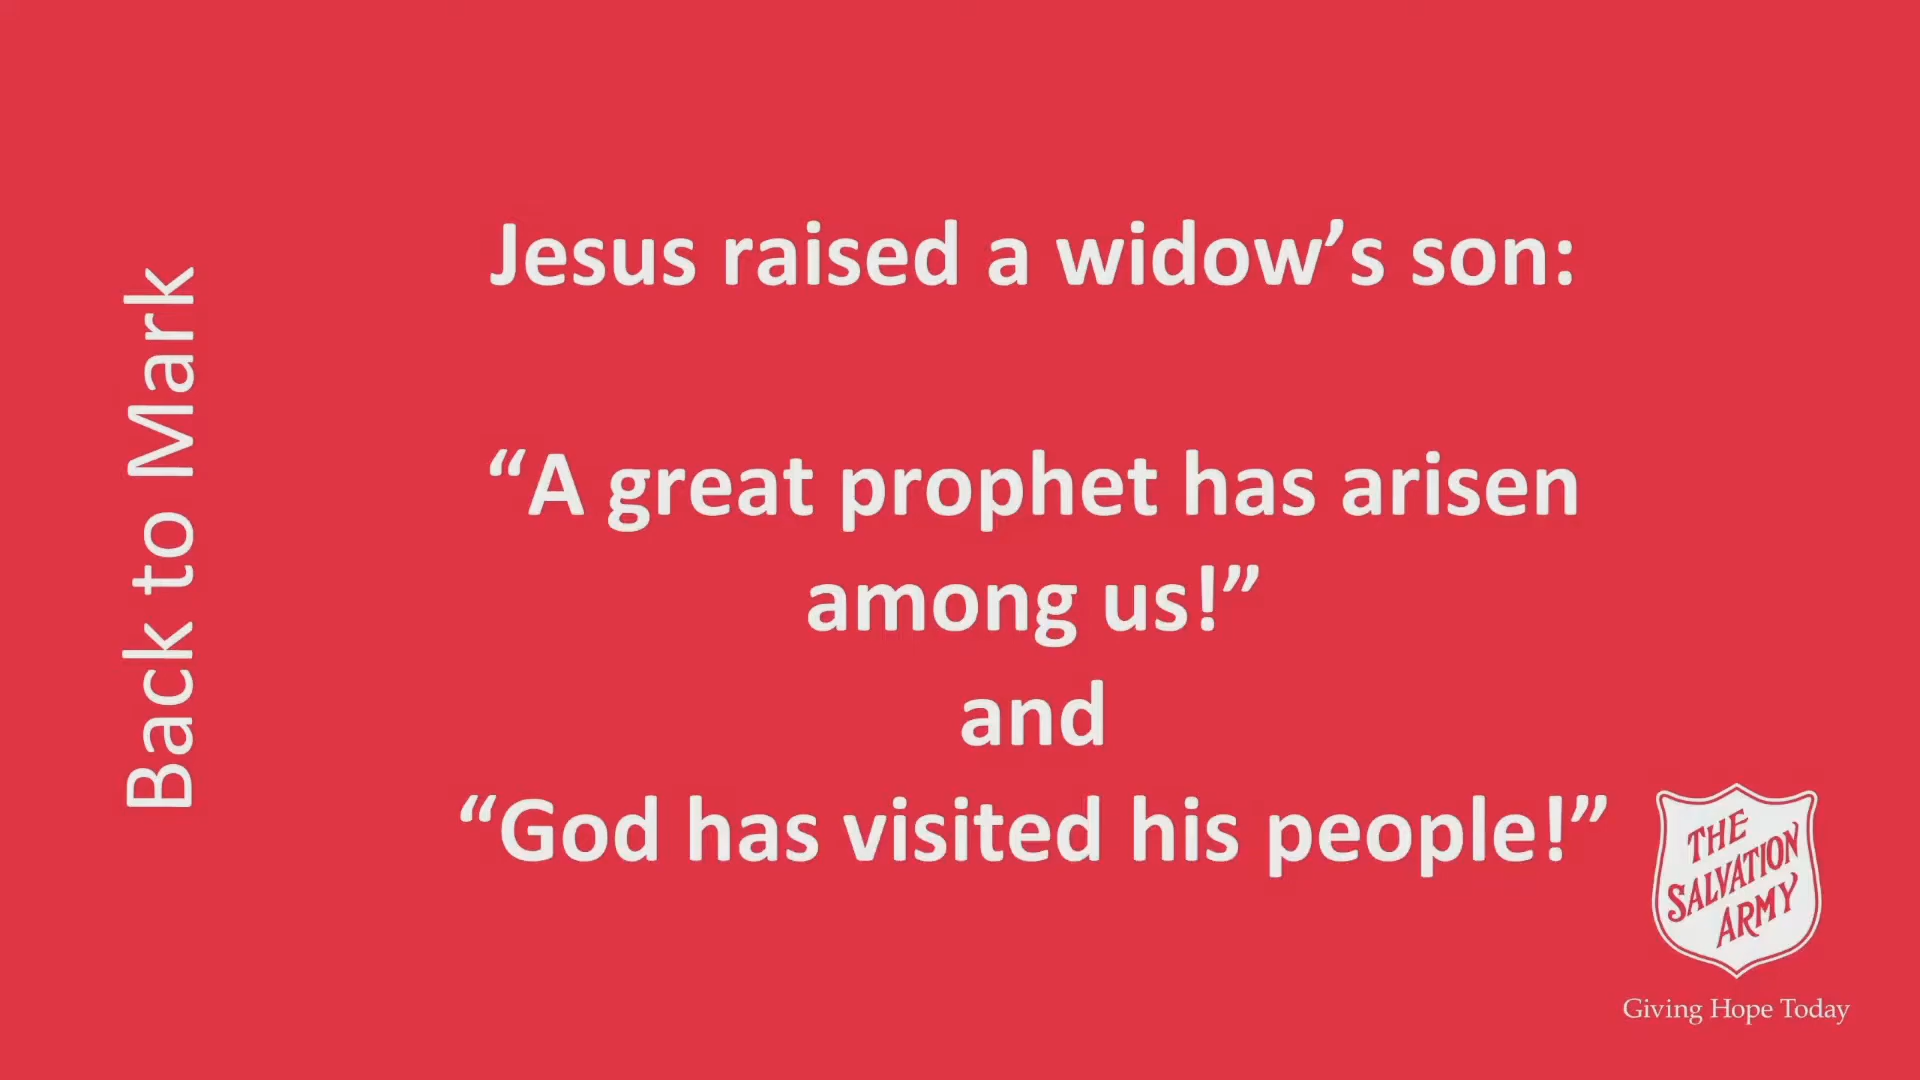 Back to Mark
Jesus raised a widow’s son:
“A great prophet has arisen
among us!”
and
“God has visited his people!”
THE
SALVATION
ARMY
Giving Hope Today